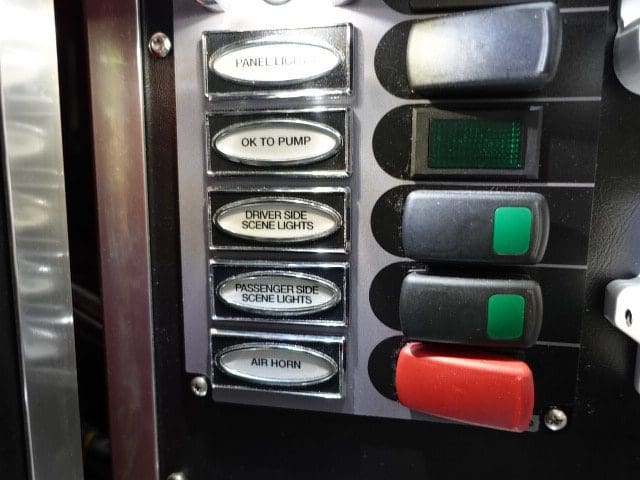 PANEL LIGHTS
OK TO PUMP
DRIVER SIDE
SCENE LIGHTS
PASSENGER SIDE
SCENE LIGHTS
AIR HORN